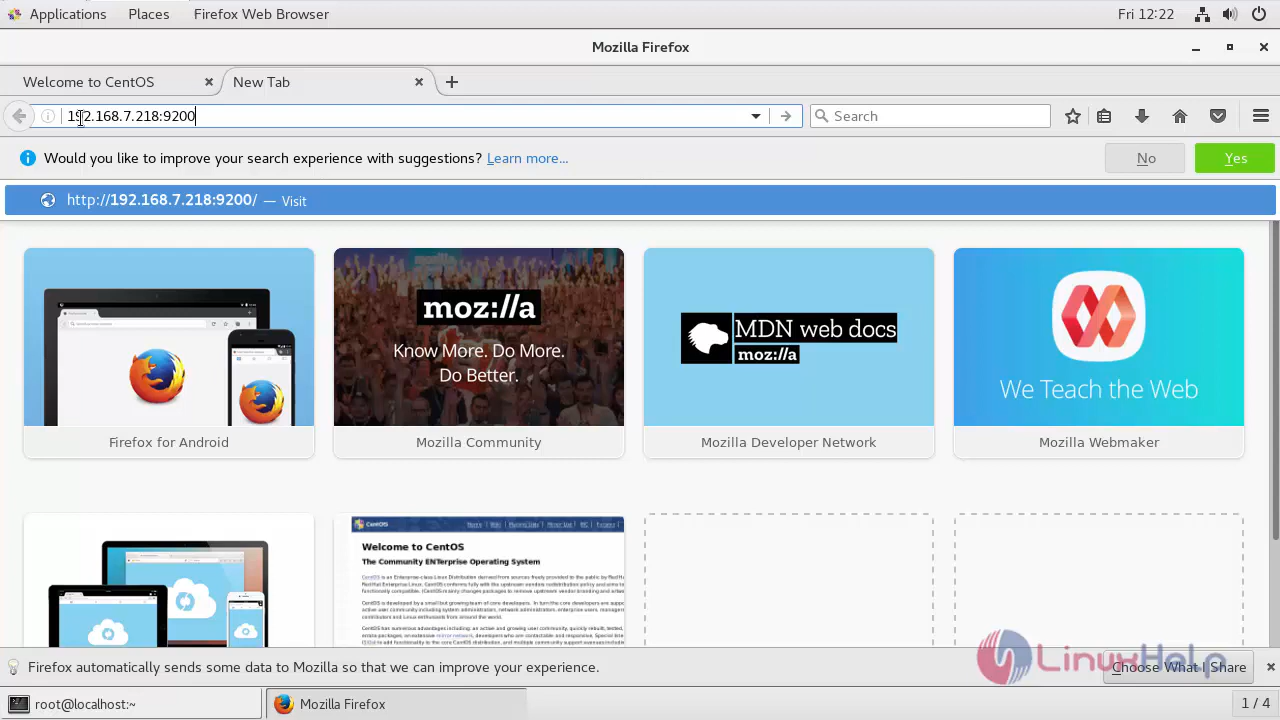 Applications Places Firefox Web Browser Fri 12:22
Mozilla Firefox
Welcome to CentOS New Tab
192.168.7.218:9200 Search
Would you like to improve your search experience with suggestions? Learn more... No Yes
http://192.168.7.218:9200/ — Visit
moz://a
Know More. Do More.
Do Better.
MDN web docs
moz://a
We Teach the Web
Firefox for Android Mozilla Community Mozilla Developer Network Mozilla Webmaker
CentOS
Welcome to CentOS
The Community ENTerprise Operating System
Firefox automatically sends some data to Mozilla so that we can improve your experience. Choose What I Share
LinuxHelp
root@localhost:~ Mozilla Firefox 1 / 4